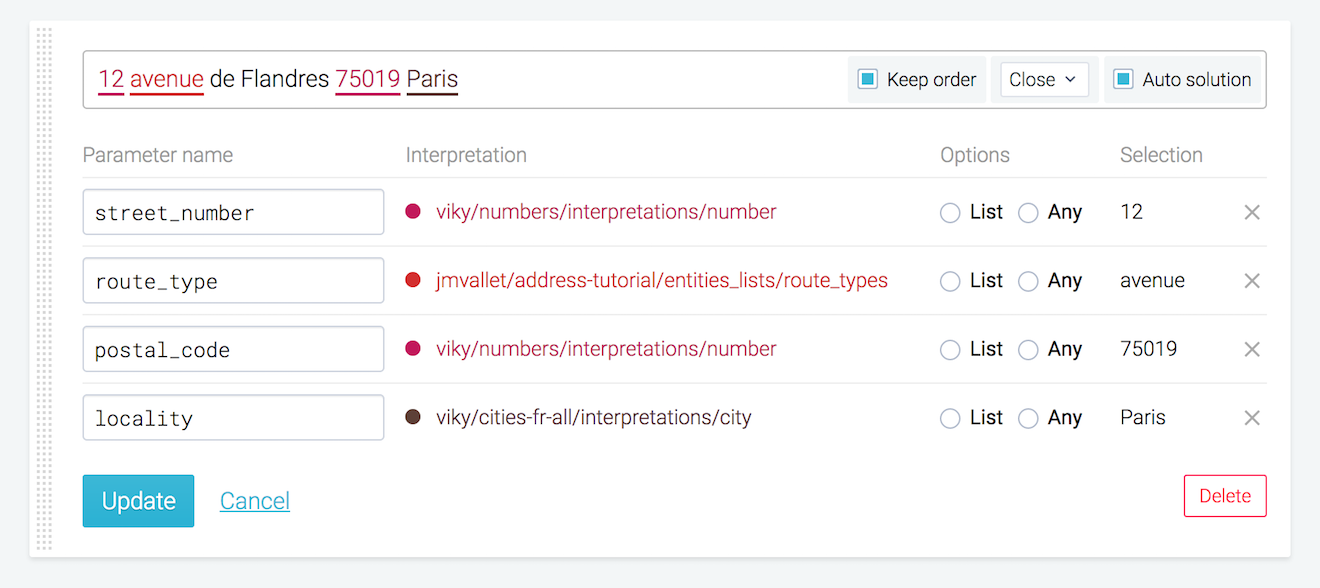 12 avenue de Flandres 75019 Paris Keep order Close Auto solution
Parameter name Interpretation Options Selection
street_number viky/numbers/interpretations/number List Any 12
route_type jmvallet/address-tutorial/entities_lists/route_types List Any avenue
postal_code viky/numbers/interpretations/number List Any 75019
locality viky/cities-fr-all/interpretations/city List Any Paris
Update Cancel Delete